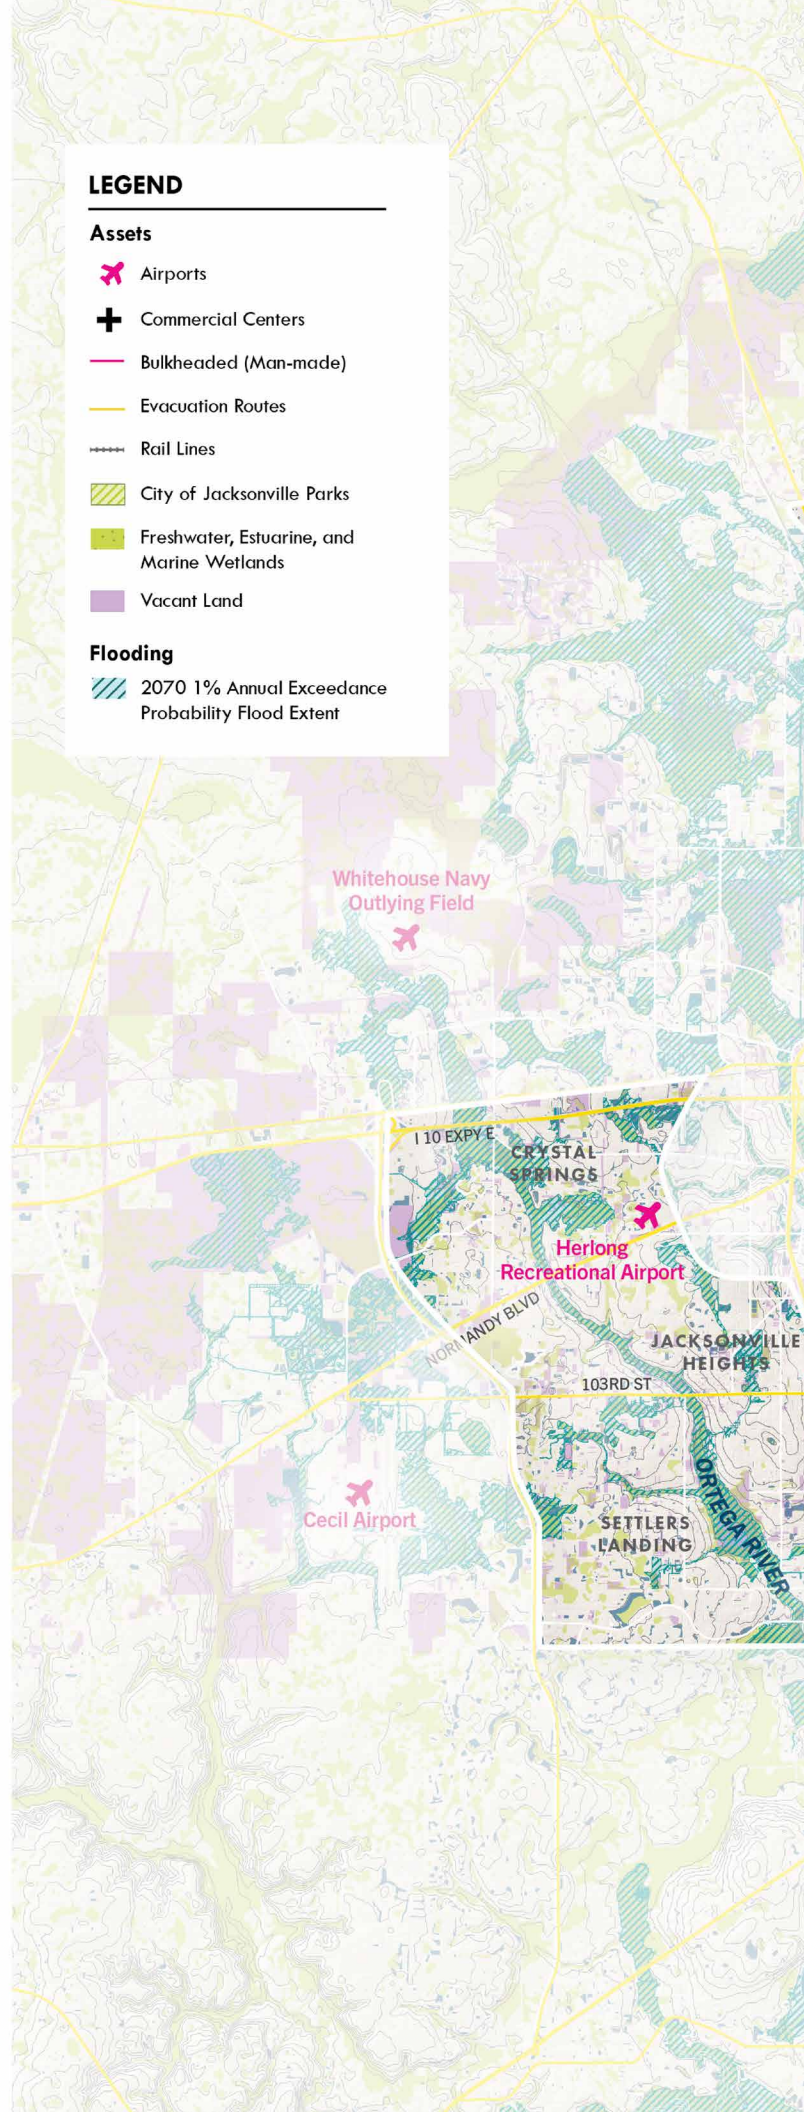 LEGEND
Assets
Airports
Commercial Centers
Bulkheaded (Man-made)
Evacuation Routes
Rail Lines
City of Jacksonville Parks
Freshwater, Estuarine, and
Marine Wetlands
Vacant Land
Flooding
2070 1% Annual Exceedance
Probability Flood Extent
Whitehouse Navy
Outlying Field
I 10 EXPY E
CRYSTAL
SPRINGS
Herlong
Recreational Airport
NORMANDY BLVD
JACKSONVILLE
HEIGHTS
103RD ST
ORTEGA RIVER
Cecil Airport
SETTLERS
LANDING